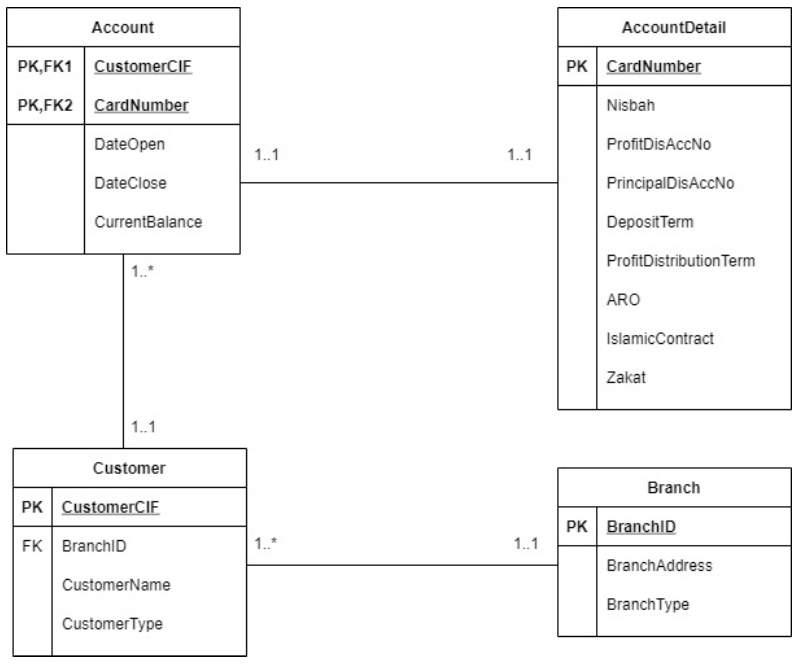 Account
PK,FK1 CustomerCIF
PK,FK2 CardNumber
DateOpen
DateClose
CurrentBalance
AccountDetail
PK CardNumber
Nisbah
ProfitDisAccNo
PrincipalDisAccNo
DepositTerm
ProfitDistributionTerm
ARO
IslamicContract
Zakat
1..1
1..1
1..*
1..1
Customer
PK CustomerCIF
FK BranchID
CustomerName
CustomerType
1..*
1..1
Branch
PK BranchID
BranchAddress
BranchType